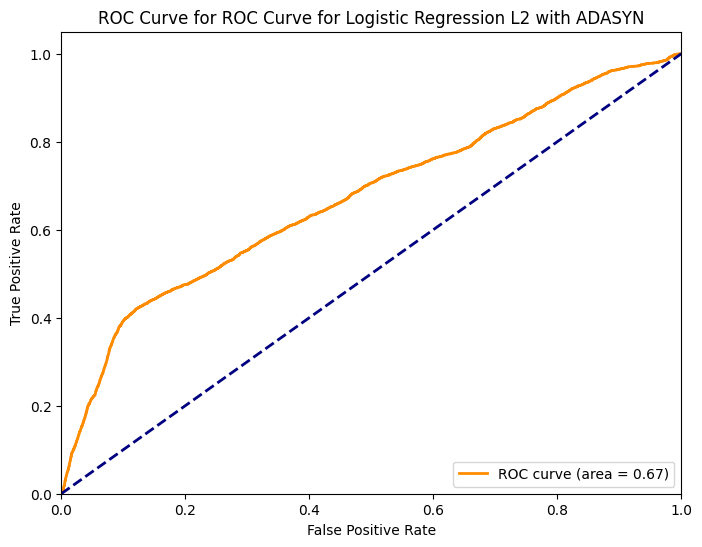 ROC Curve for ROC Curve for Logistic Regression L2 with ADASYN
True Positive Rate
1.0
0.8
0.6
0.4
0.2
0.0
0.0 0.2 0.4 0.6 0.8 1.0
False Positive Rate
ROC curve (area = 0.67)